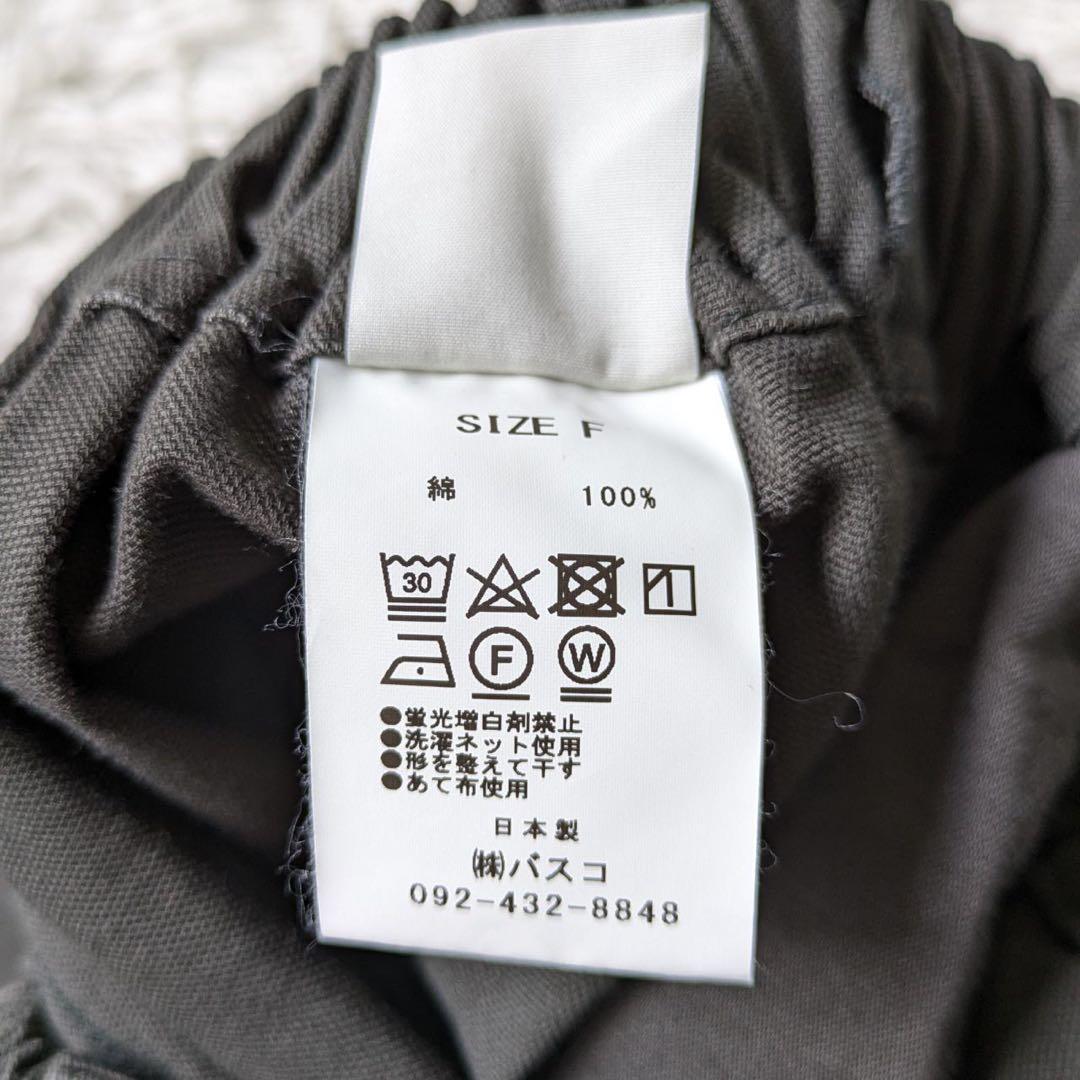 SIZE F
綿 100%
30
F W
●蛍光増白剤禁止
●洗濯ネット使用
●形を整えて干す
●あて布使用
日本製
㈱バスコ
092-432-8848